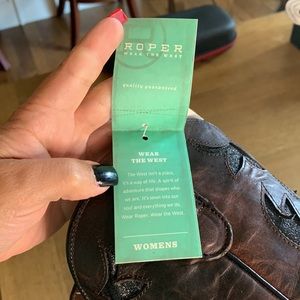 ROPER
WEAR THE WEST
quality guaranteed
WEAR
THE WEST
The West isn't a place,
it's a way of life. A spirit of
adventure that shapes who
we are. It's sewn into our
soul and everything we do.
Wear Roper. Wear the West.
WOMENS